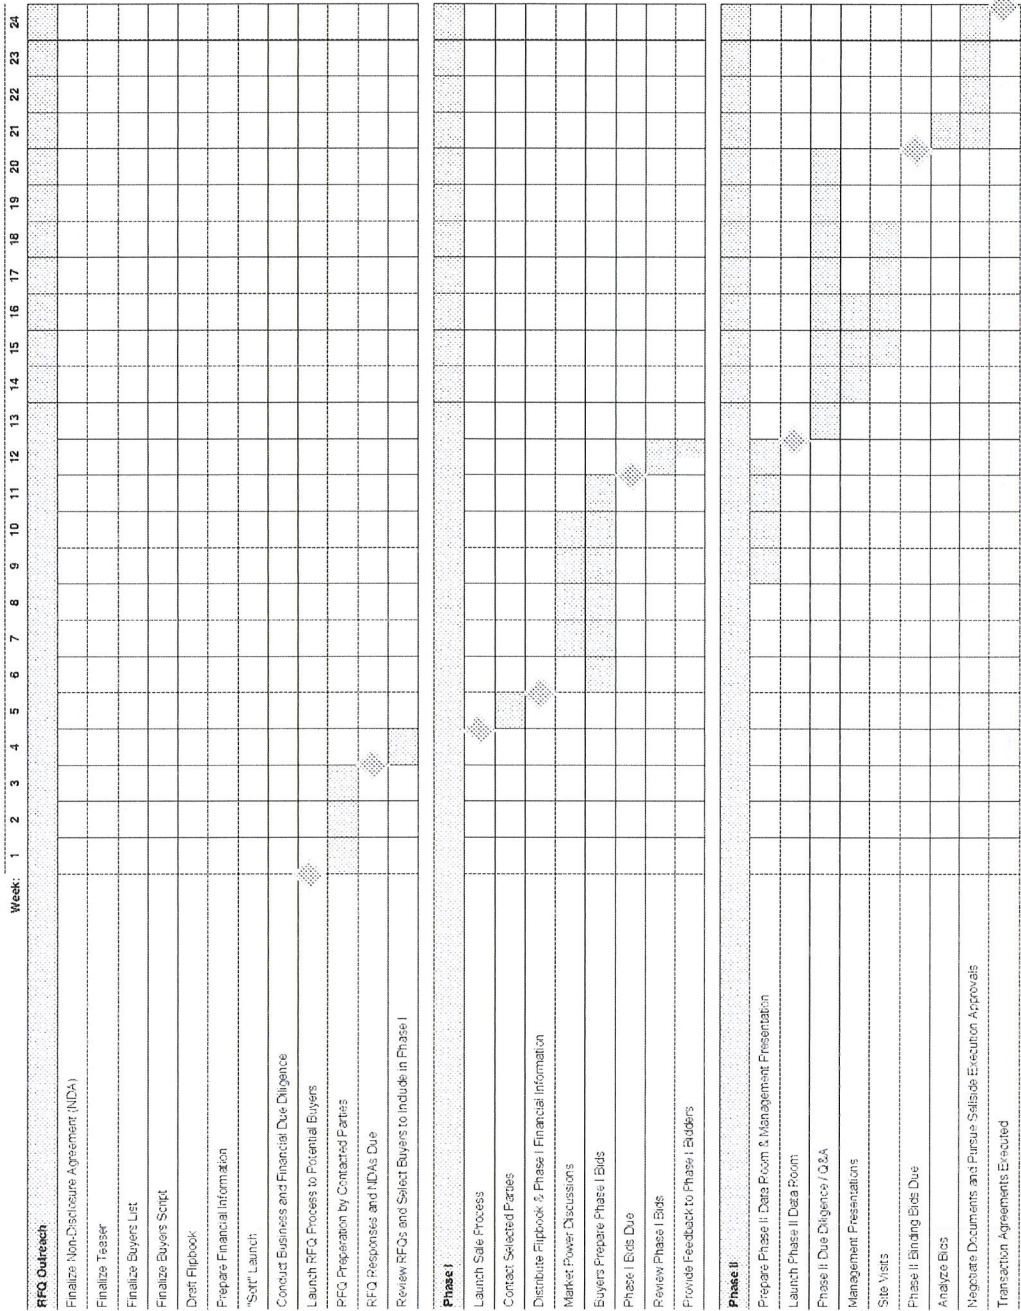 Week: 1 2 3 4 5 6 7 8 9 10 11 12 13 14 15 16 17 18 19 20 21 22 23 24
RFQ Outreach
Finalize Non-Disclosure Agreement (NDA)
Finalize Teaser
Finalize Buyers List
Finalize Buyers Script
Draft Flipbook
Prepare Financial Information
"Soft" Launch
Conduct Business and Financial Due Diligence
Launch RFQ Process to Potential Buyers
RFQ Preparation by Contacted Parties
RFQ Responses and NDAs Due
Review RFQs and Select Buyers to Include in Phase I
Phase I
Launch Sale Process
Contact Selected Parties
Distribute Flipbook & Phase I Financial Information
Market Power Discussions
Buyers Prepare Phase I Bids
Phase I Bids Due
Review Phase I Bids
Provide Feedback to Phase I Bidders
Phase II
Prepare Phase II Data Room & Management Presentation
Launch Phase II Data Room
Phase II Due Diligence / Q&A
Management Presentations
Site Visits
Phase II Binding Bids Due
Analyze Bids
Negotiate Documents and Pursue Sellside Execution Approvals
Transaction Agreements Executed